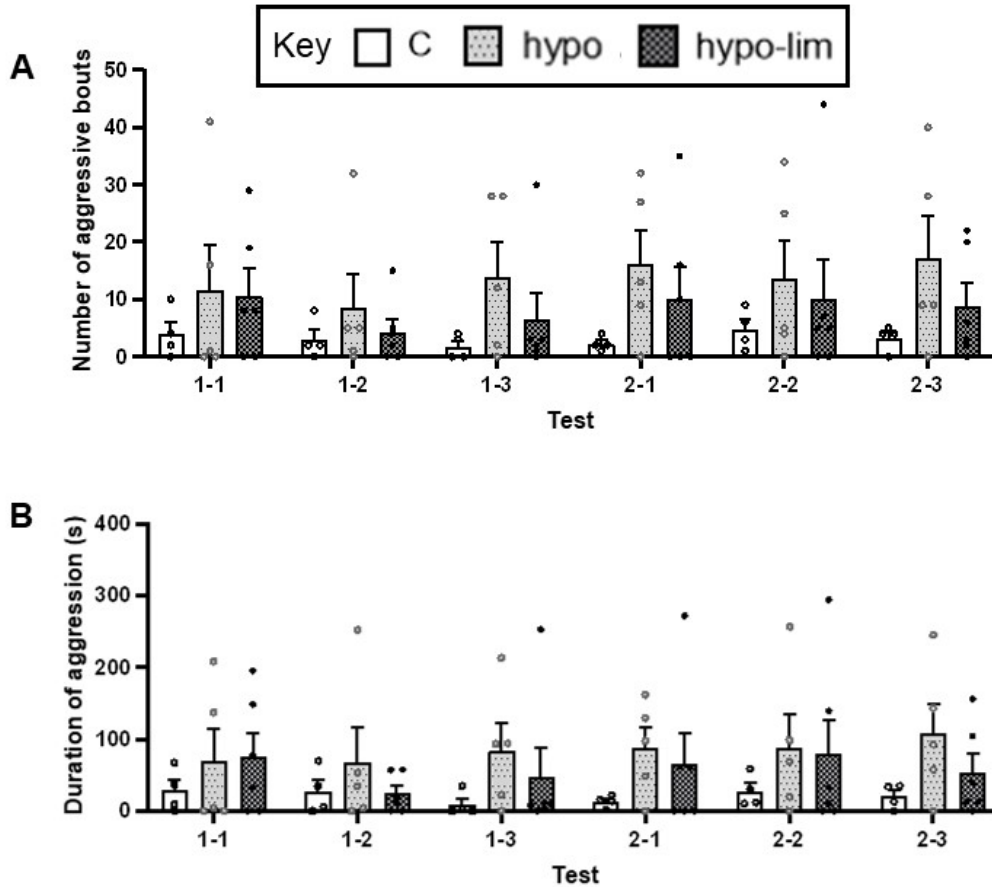 Key C hypo hypo-lim
A
Number of aggressive bouts
50
40
30
20
10
0
1-1 1-2 1-3 2-1 2-2 2-3
Test
B
Duration of aggression (s)
400
300
200
100
0
1-1 1-2 1-3 2-1 2-2 2-3
Test